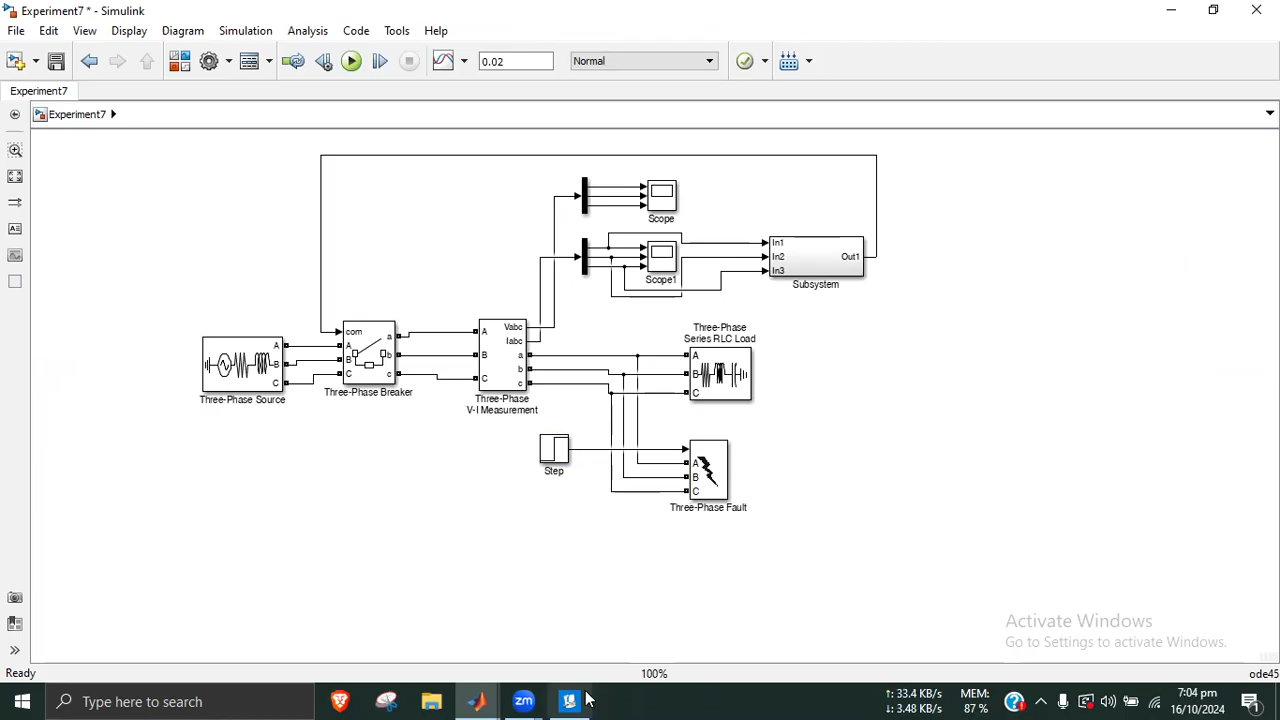 Experiment7 * - Simulink
File Edit View Display Diagram Simulation Analysis Code Tools Help
0.02 Normal
Experiment7
Experiment7
Scope
Scope1
In1
In2
In3
Out1
Subsystem
A
B
C
Three-Phase Source
com
A
B
C
a
b
c
Three-Phase Breaker
A
B
C
Vabc
Iabc
a
b
c
Three-Phase
V-I Measurement
Three-Phase
Series RLC Load
A
B
C
Step
A
B
C
Three-Phase Fault
Activate Windows
Go to Settings to activate Windows.
Ready 100% ode45
Type here to search
zm
↑: 33.4 KB/s
↓: 3.48 KB/s
MEM:
87 %
7:04 pm
16/10/2024
1